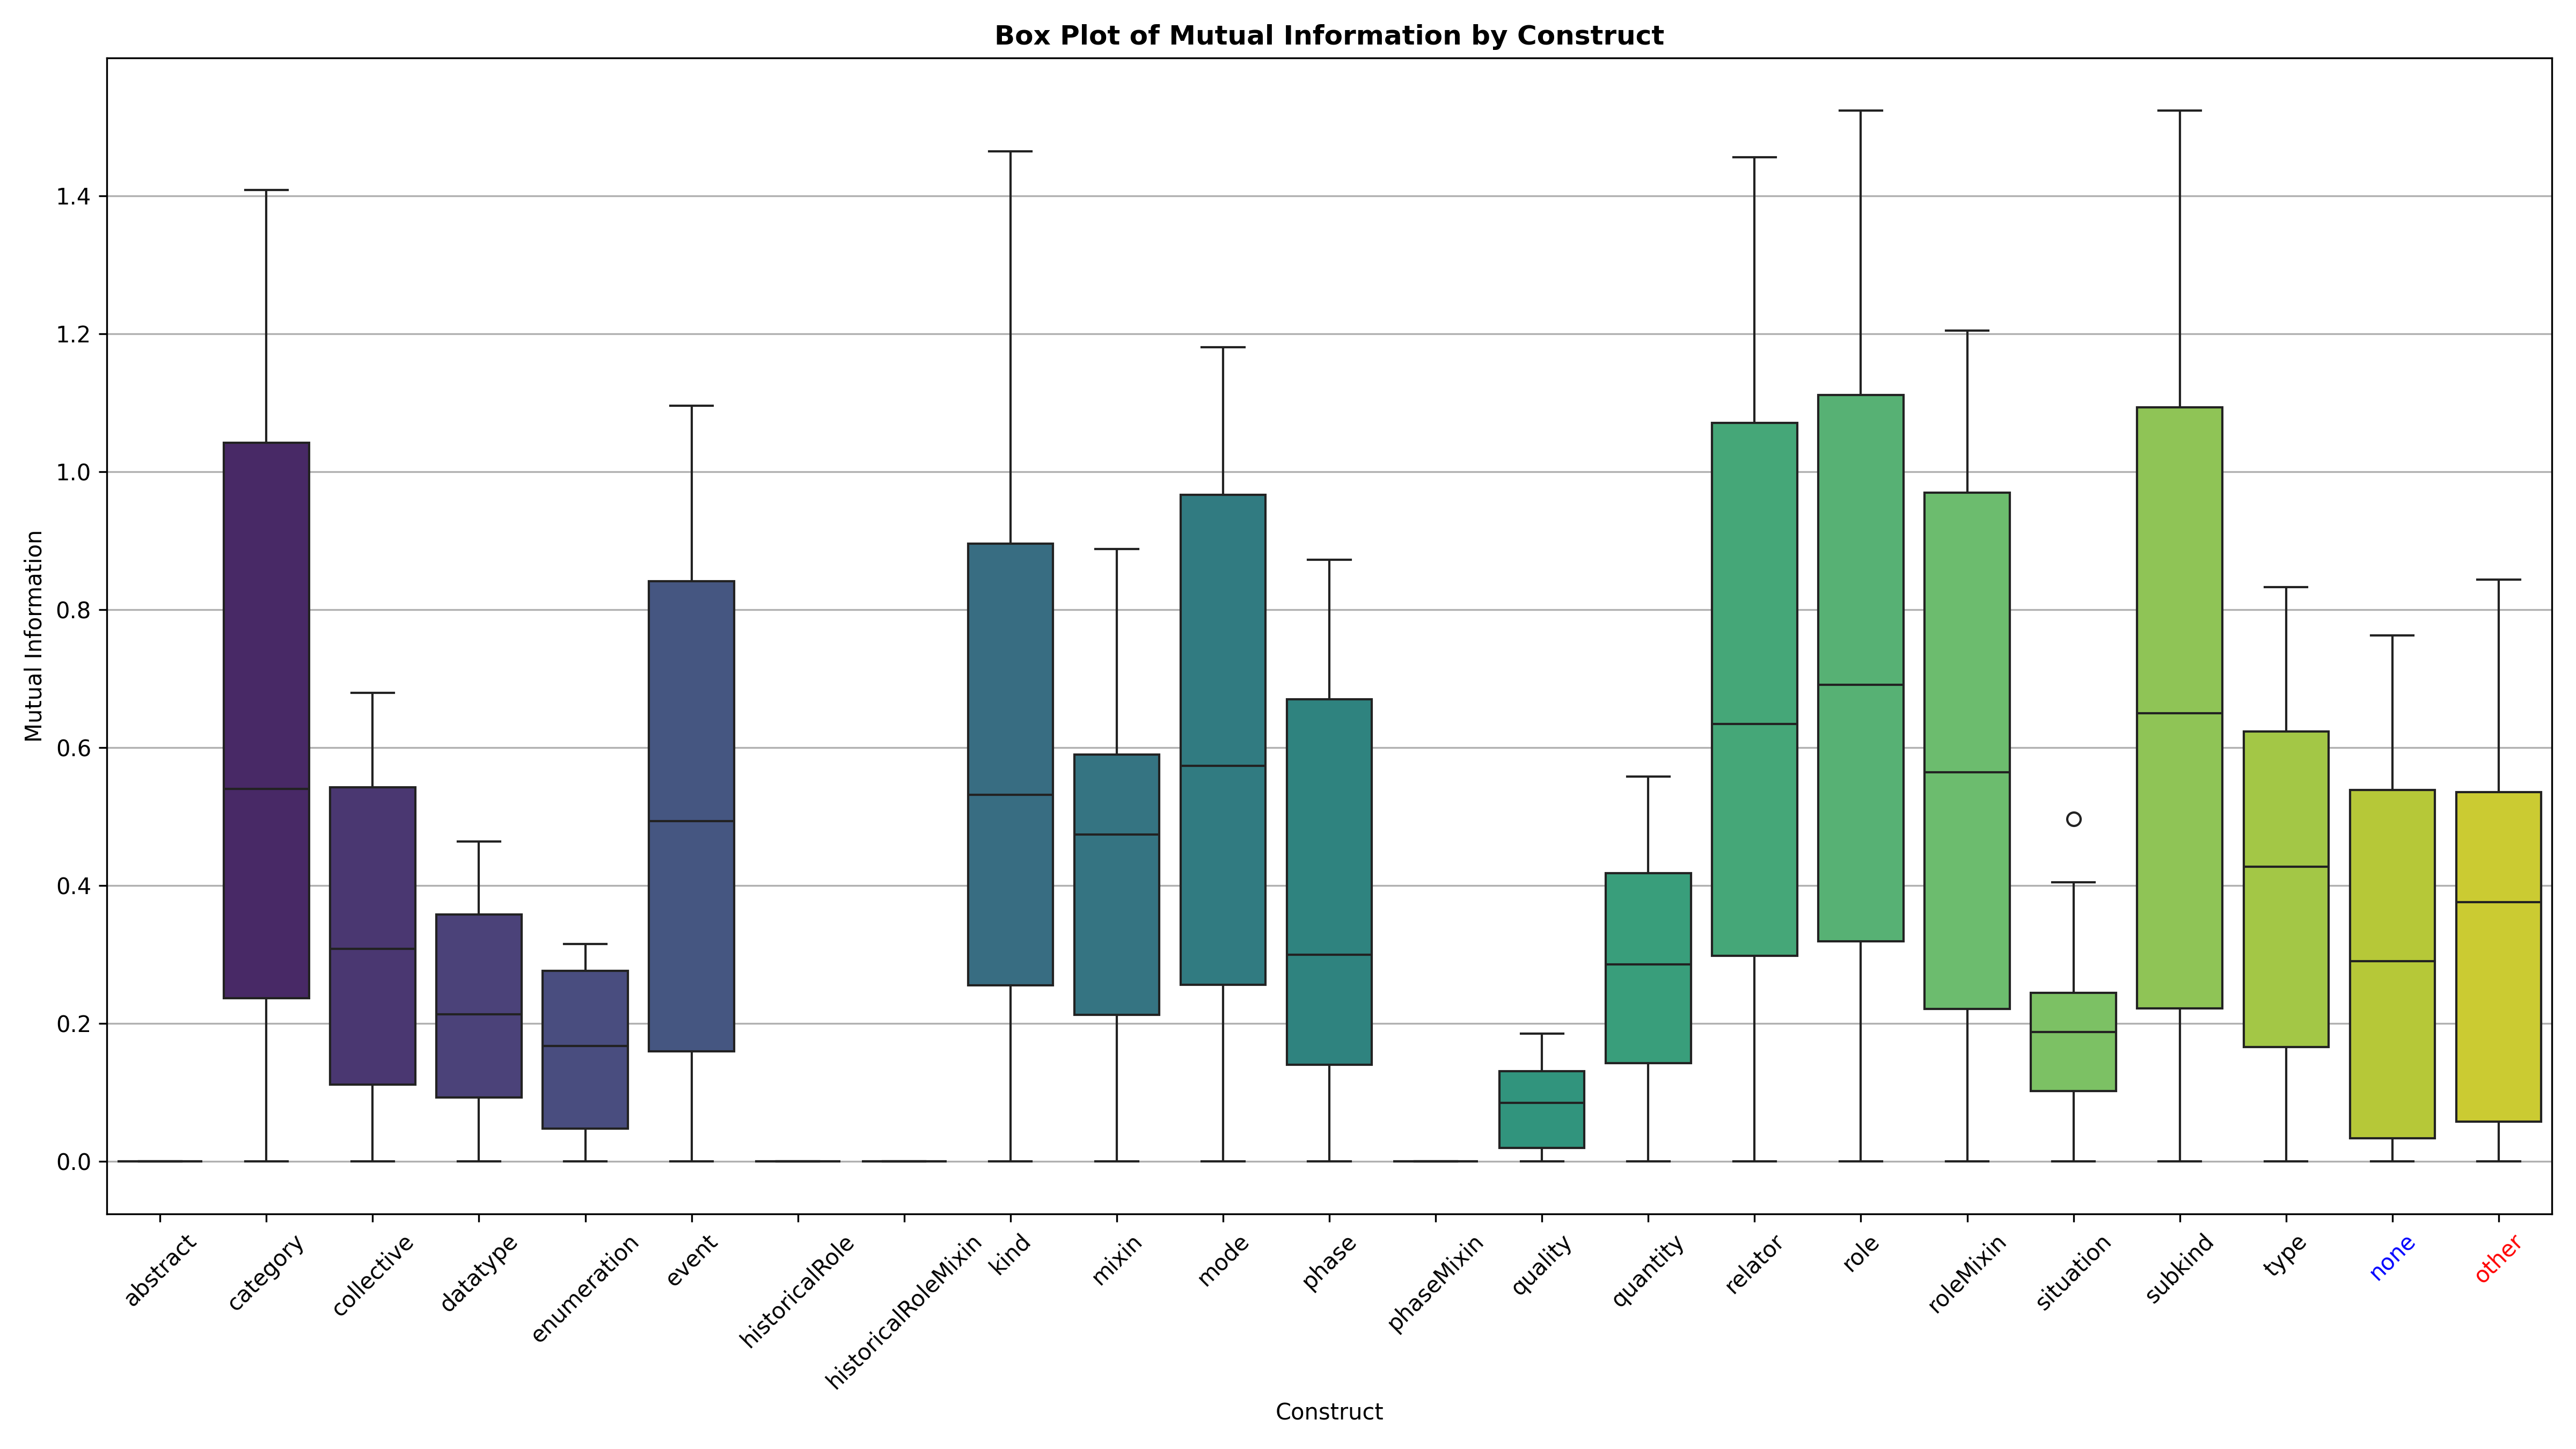 Box Plot of Mutual Information by Construct
Mutual Information
1.4
1.2
1.0
0.8
0.6
0.4
0.2
0.0
abstract
category
collective
datatype
enumeration
event
historicalRole
historicalRoleMixin
kind
mixin
mode
phase
phaseMixin
quality
quantity
relator
role
roleMixin
situation
subkind
type
none
other
Construct